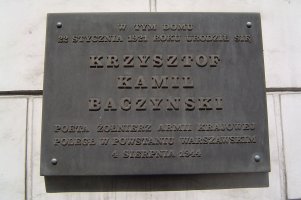 W TYM DOMU
22 STYCZNIA 1921 ROKU URODZIŁ SIĘ
KRZYSZTOF
KAMIL
BACZYŃSKI
POETA ŻOŁNIERZ ARMII KRAJOWEJ
POLEGŁ W POWSTANIU WARSZAWSKIM
4 SIERPNIA 1944